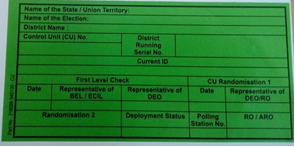 Name of the State / Union Territory:
Name of the Election:
District Name :
Control Unit (CU) No.
District Running Serial No.
Current ID
First Level Check
CU Randomisation 1
Date
Representative of BEL / ECIL
Representative of DEO
Date
Representative of DEO/RO
Randomisation 2
Deployment Status
Polling Station No.
RO / ARO